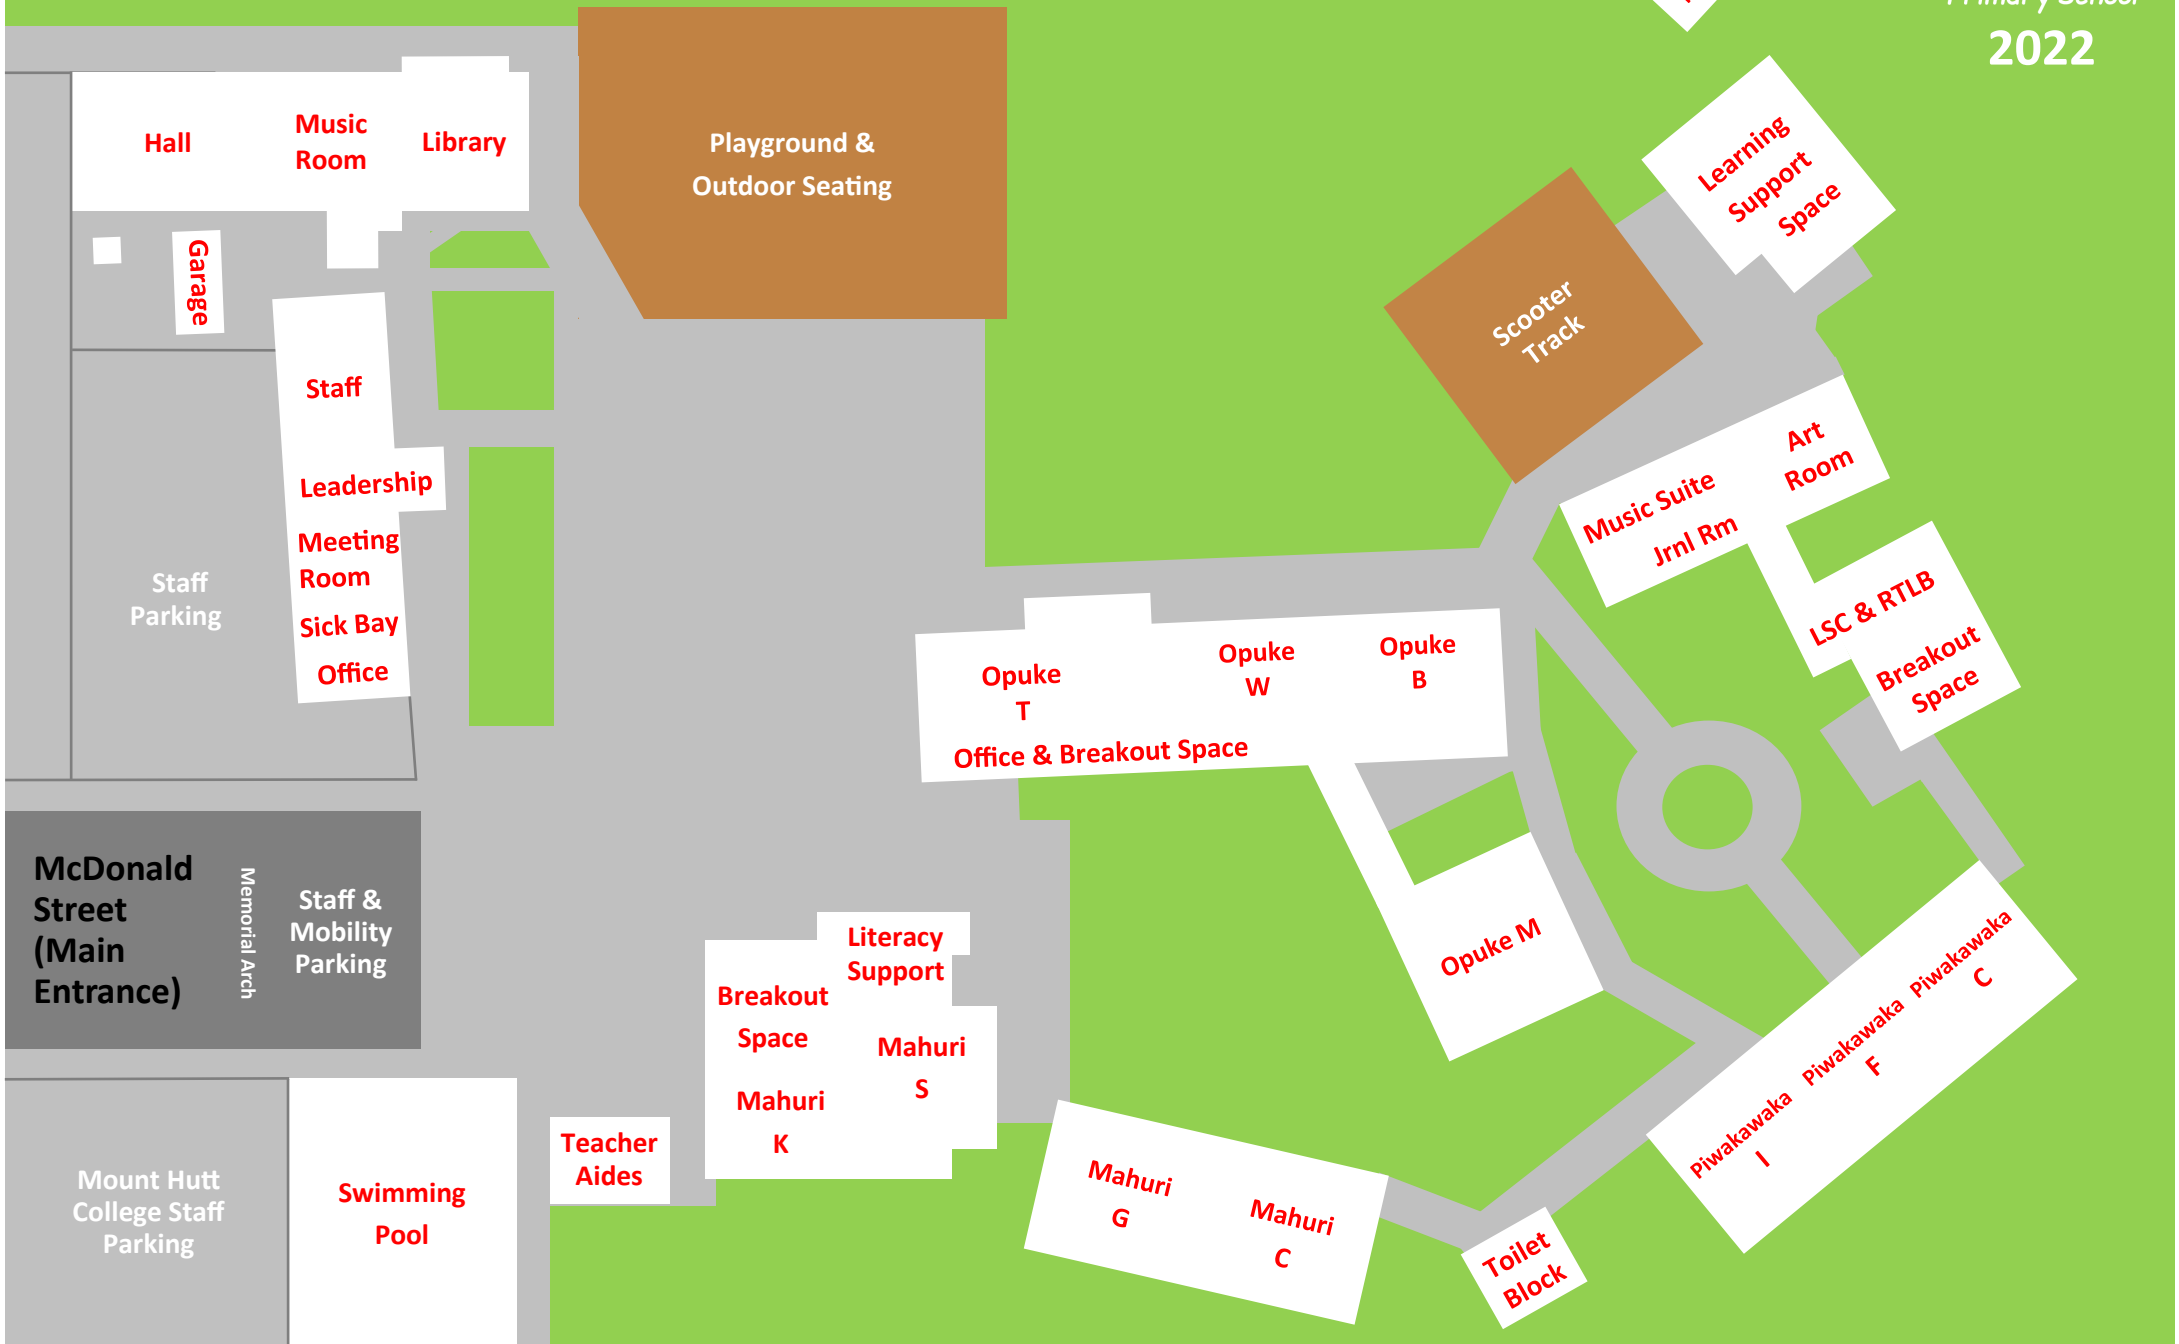 Primary School
2022
Hall
Music
Room
Library
Playground &
Outdoor Seating
Learning
Support
Space
Garage
Scooter
Track
Staff
Leadership
Meeting
Room
Sick Bay
Office
Staff
Parking
Art
Room
Music Suite
Jrnl Rm
LSC & RTLB
Breakout
Space
Opuke
T
Opuke
W
Opuke
B
Office & Breakout Space
McDonald
Street
(Main
Entrance)
Memorial Arch
Staff &
Mobility
Parking
Literacy
Support
Breakout
Space
Mahuri
S
Mahuri
K
Opuke M
Piwakawaka
C
Piwakawaka
F
Piwakawaka
I
Mount Hutt
College Staff
Parking
Swimming
Pool
Teacher
Aides
Mahuri
G
Mahuri
C
Toilet
Block